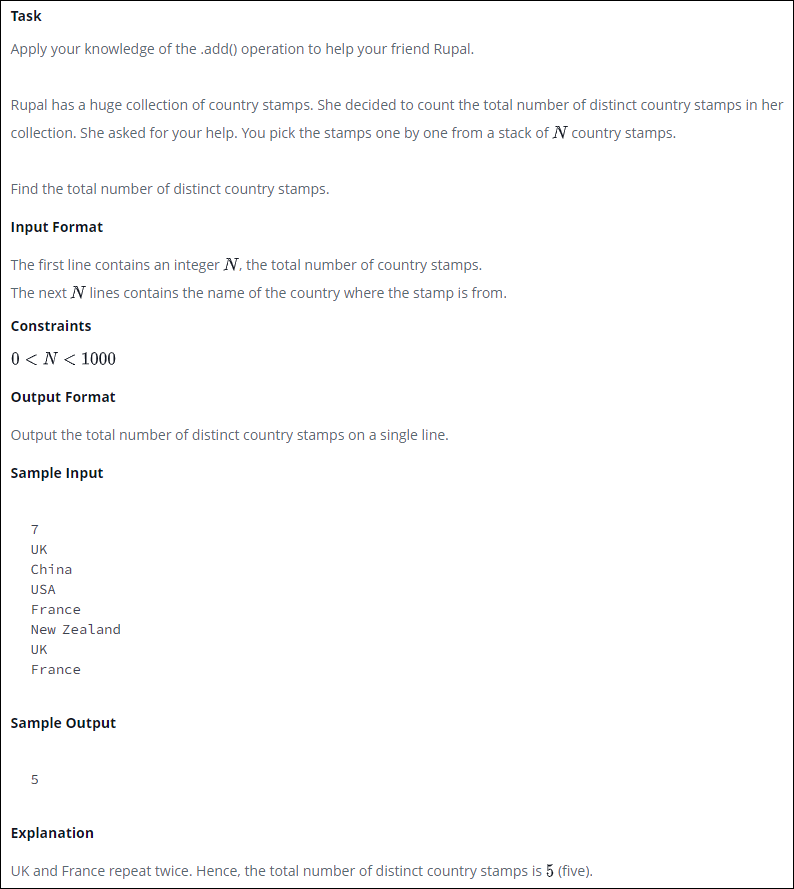 Task
Apply your knowledge of the .add() operation to help your friend Rupal.
Rupal has a huge collection of country stamps. She decided to count the total number of distinct country stamps in her
collection. She asked for your help. You pick the stamps one by one from a stack of N country stamps.
Find the total number of distinct country stamps.
Input Format
The first line contains an integer N, the total number of country stamps.
The next N lines contains the name of the country where the stamp is from.
Constraints
0 < N < 1000
Output Format
Output the total number of distinct country stamps on a single line.
Sample Input
7
UK
China
USA
France
New Zealand
UK
France
Sample Output
5
Explanation
UK and France repeat twice. Hence, the total number of distinct country stamps is 5 (five).